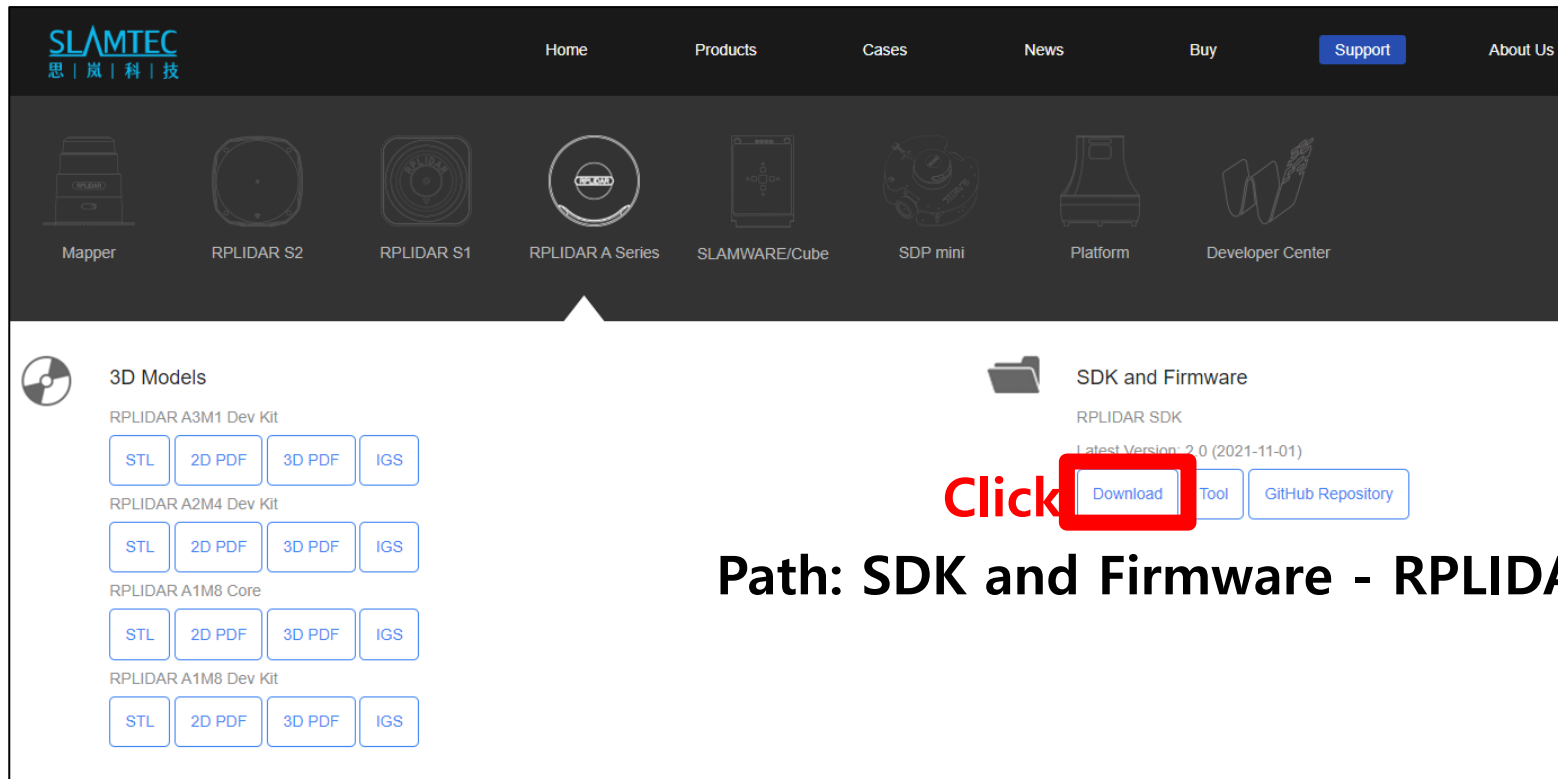 SLAMTEC
思|岚|科|技
Home Products Cases News Buy Support About Us
Mapper RPLIDAR S2 RPLIDAR S1 RPLIDAR A Series SLAMWARE/Cube SDP mini Platform Developer Center
3D Models
RPLIDAR A3M1 Dev Kit
STL 2D PDF 3D PDF IGS
RPLIDAR A2M4 Dev Kit
STL 2D PDF 3D PDF IGS
RPLIDAR A1M8 Core
STL 2D PDF 3D PDF IGS
RPLIDAR A1M8 Dev Kit
STL 2D PDF 3D PDF IGS
SDK and Firmware
RPLIDAR SDK
Latest Version: 2.0 (2021-11-01)
Click Download Tool GitHub Repository
Path: SDK and Firmware - RPLIDA